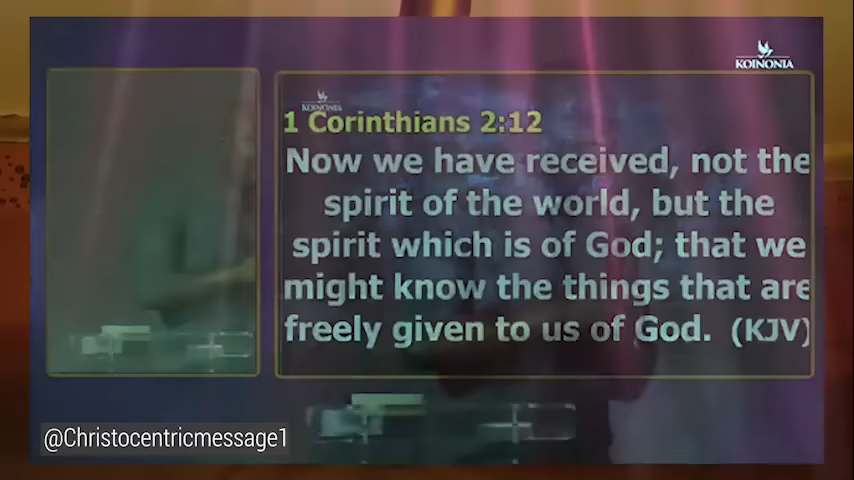 KOINONIA
KOINONIA
1 Corinthians 2:12
Now we have received, not the
spirit of the world, but the
spirit which is of God; that we
might know the things that are
freely given to us of God. (KJV)
@Christocentricmessage1